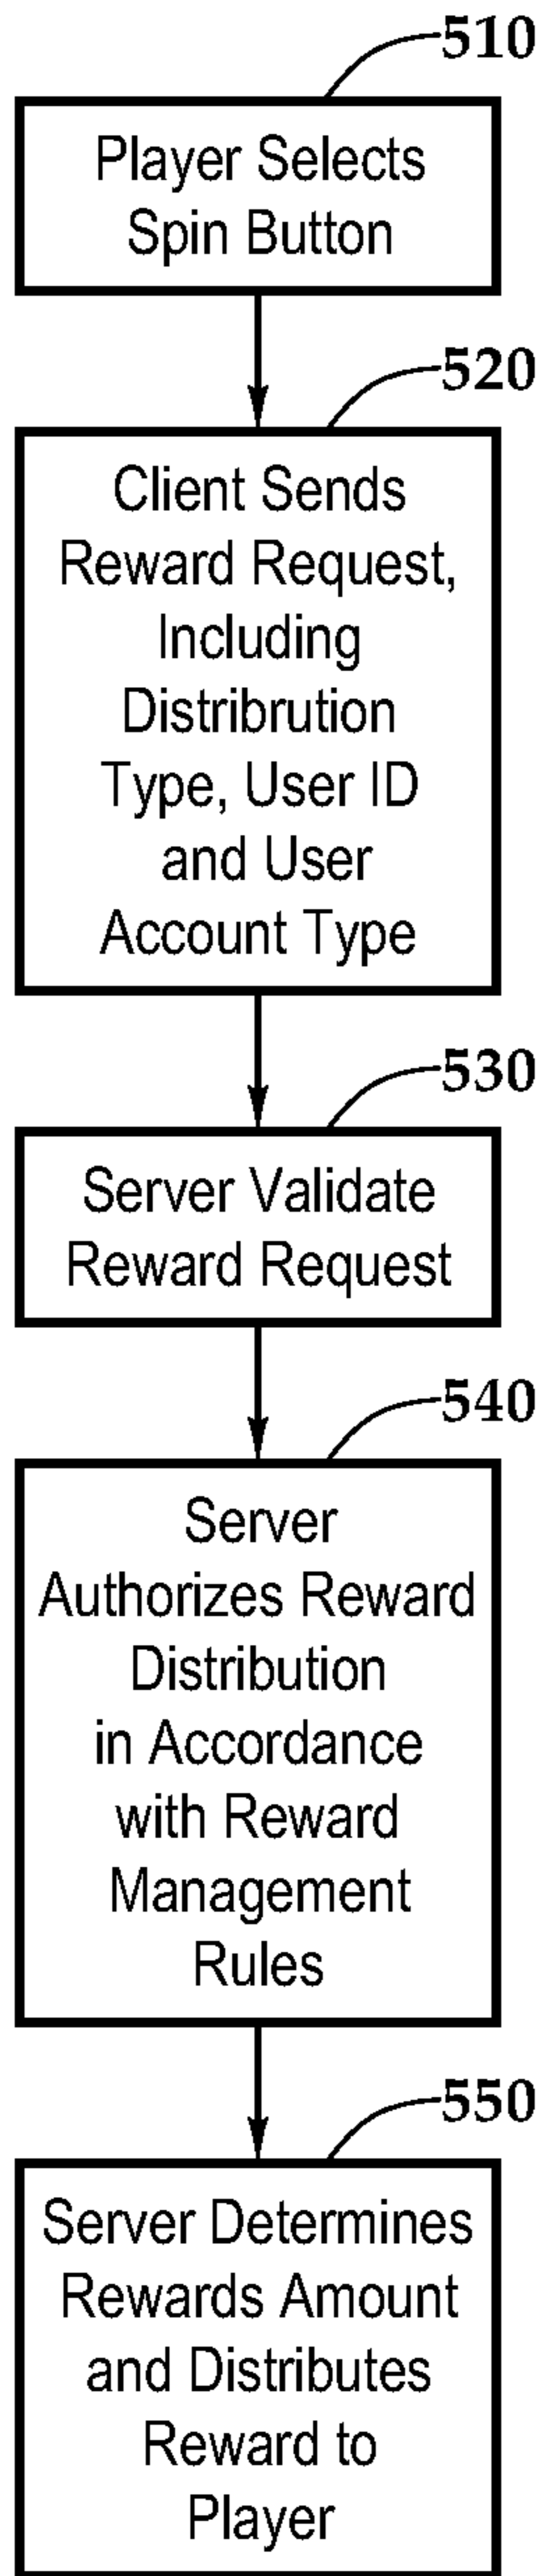 510
Player Selects
Spin Button
520
Client Sends
Reward Request,
Including
Distribrution
Type, User ID
and User
Account Type
530
Server Validate
Reward Request
540
Server
Authorizes Reward
Distribution
in Accordance
with Reward
Management
Rules
550
Server Determines
Rewards Amount
and Distributes
Reward to
Player